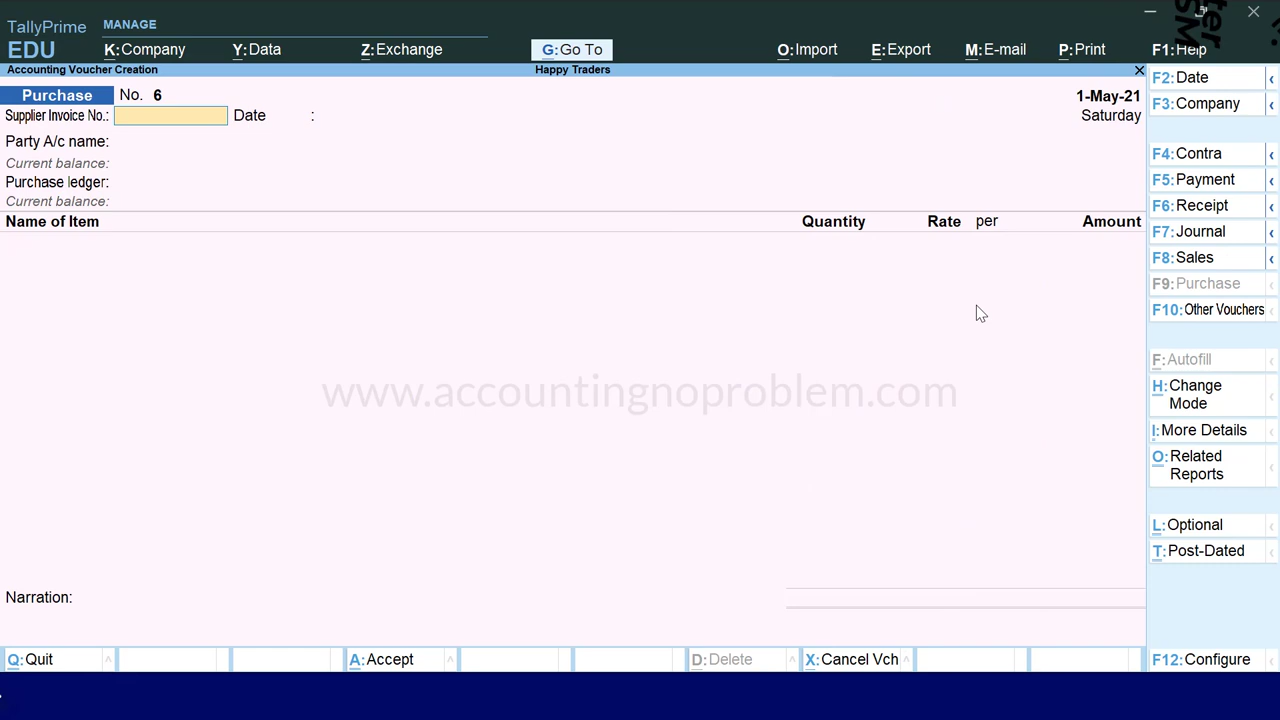 TallyPrime MANAGE
EDU K:Company Y:Data Z:Exchange G:Go To O:Import E:Export M:E-mail P:Print F1:Help
Accounting Voucher Creation Happy Traders
Purchase No. 6 1-May-21
Supplier Invoice No.: Date : Saturday
Party A/c name:
Current balance:
Purchase ledger:
Current balance:
Name of Item Quantity Rate per Amount
www.accountingnoproblem.com
Narration:
Q:Quit A:Accept D:Delete X:Cancel Vch F12:Configure
F2:Date
F3:Company
F4:Contra
F5:Payment
F6:Receipt
F7:Journal
F8:Sales
F9:Purchase
F10:Other Vouchers
F:Autofill
H:Change
Mode
I:More Details
O:Related
Reports
L:Optional
T:Post-Dated